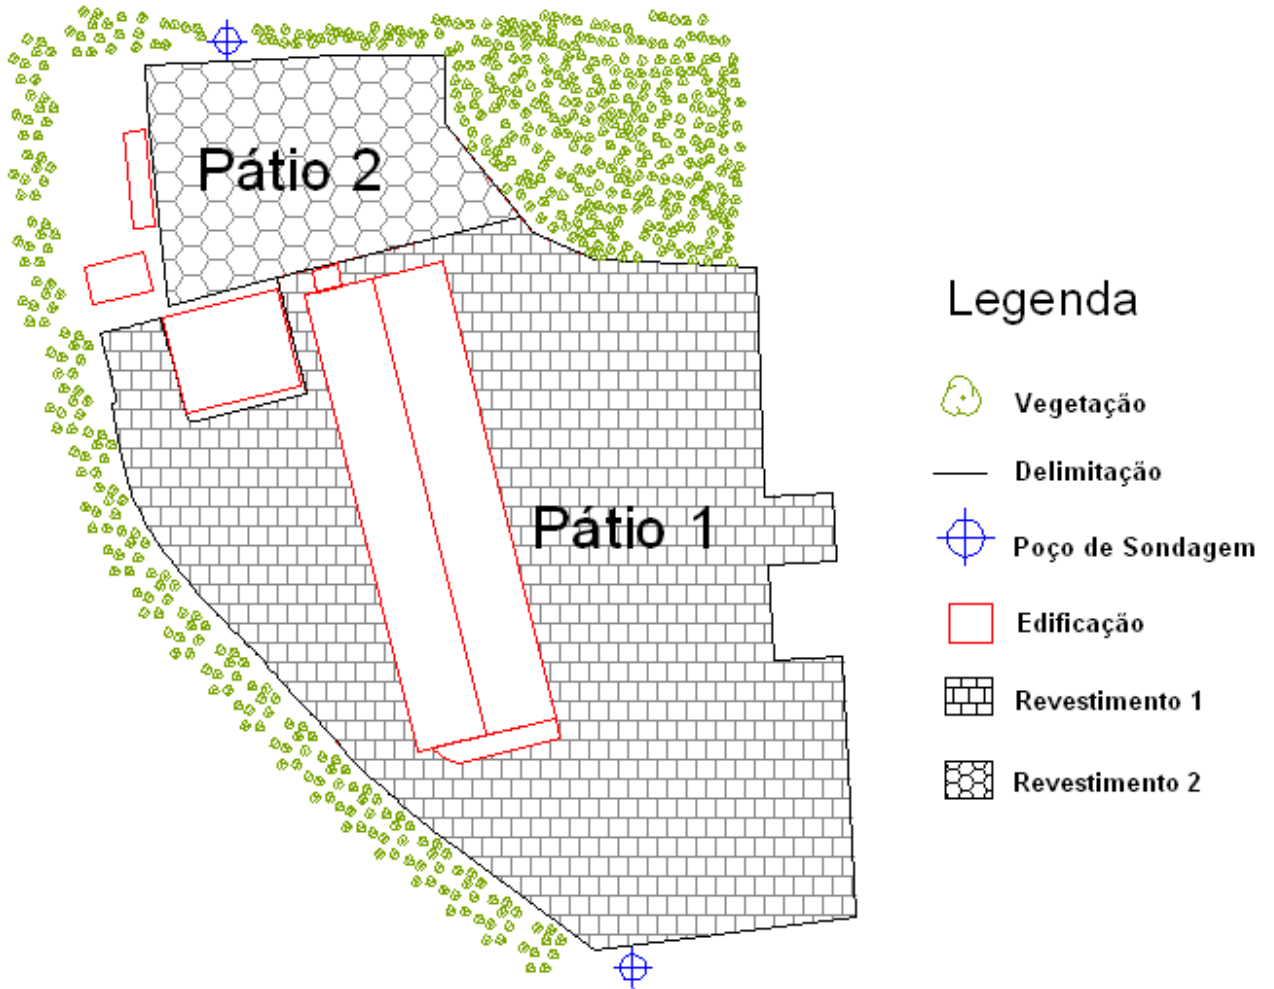 Pátio 2
Pátio 1
Legenda
Vegetação
Delimitação
Poço de Sondagem
Edificação
Revestimento 1
Revestimento 2